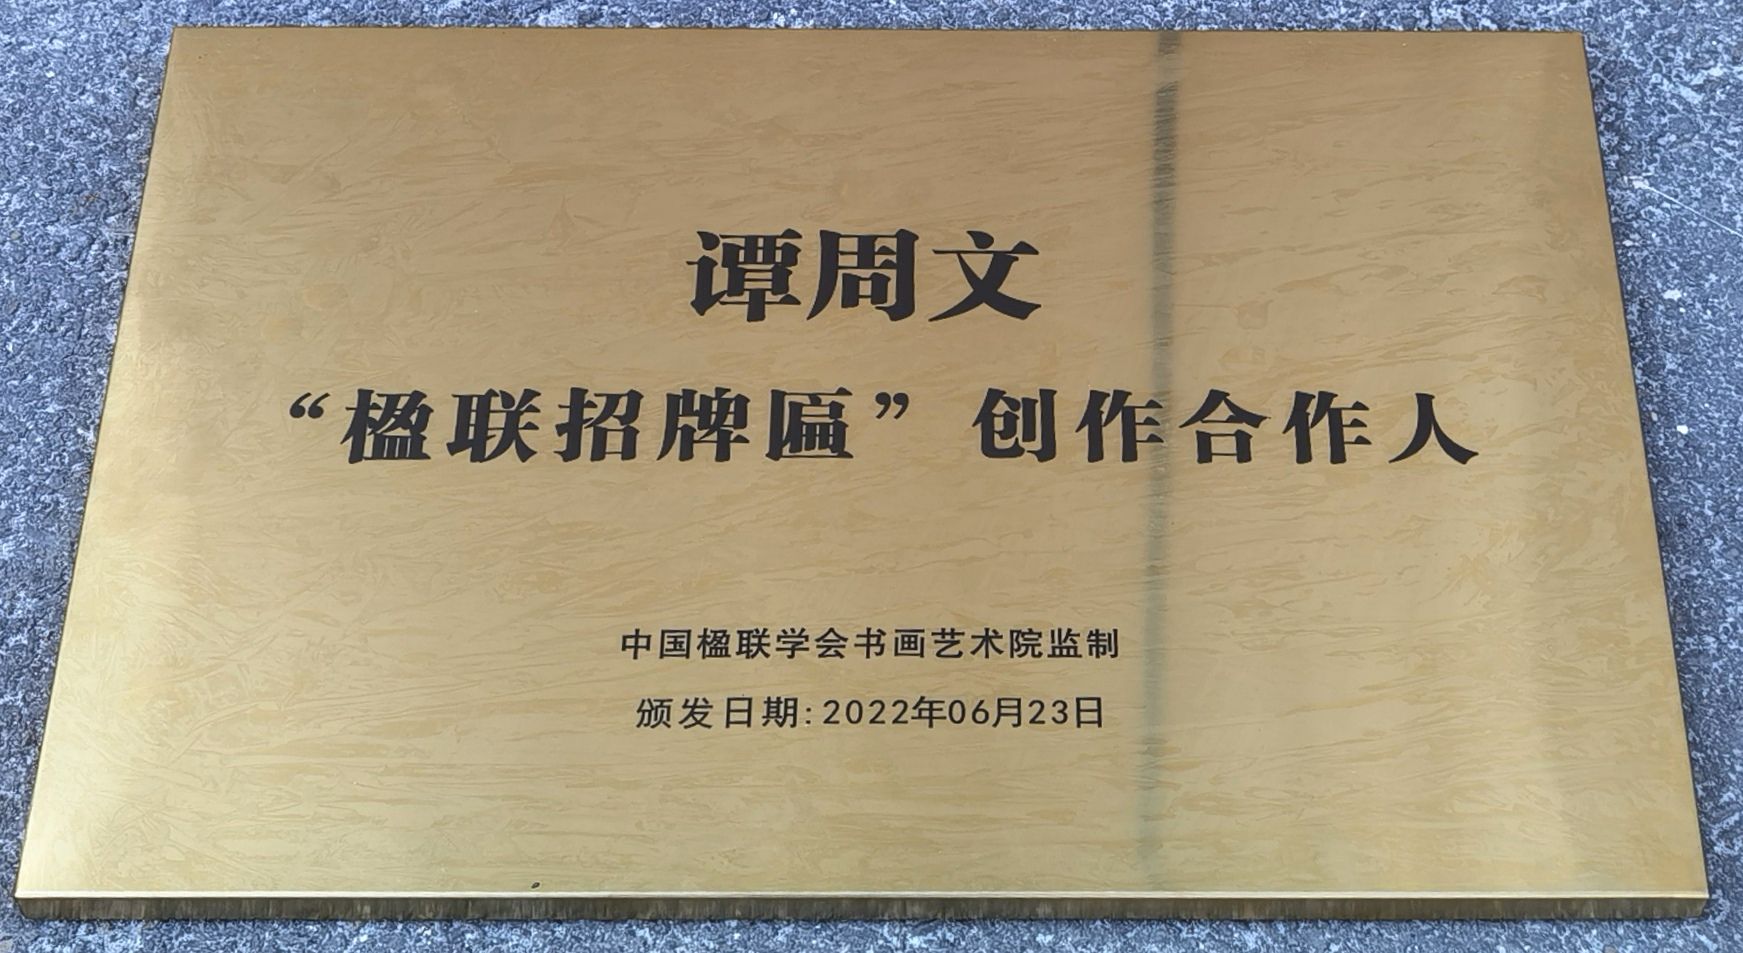 谭周文
“楹联招牌匾”创作合作人
中国楹联学会书画艺术院监制
颁发日期:2022年06月23日